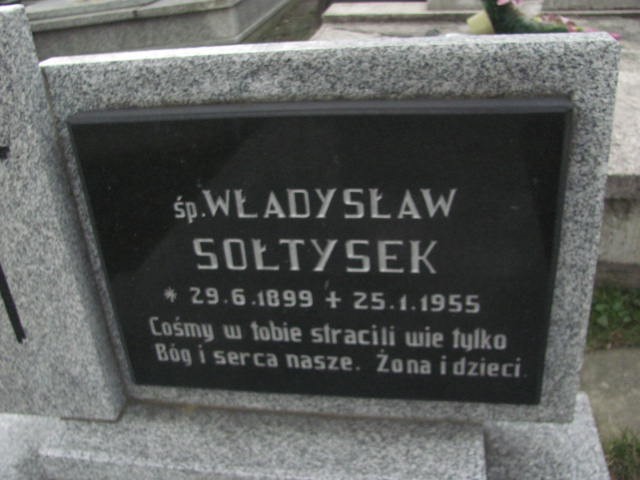 śp. WŁADYSŁAW
SOŁTYSEK
* 29.6.1899 + 25.1.1955
Cośmy w tobie stracili wie tylko
Bóg i serca nasze. Żona i dzieci.